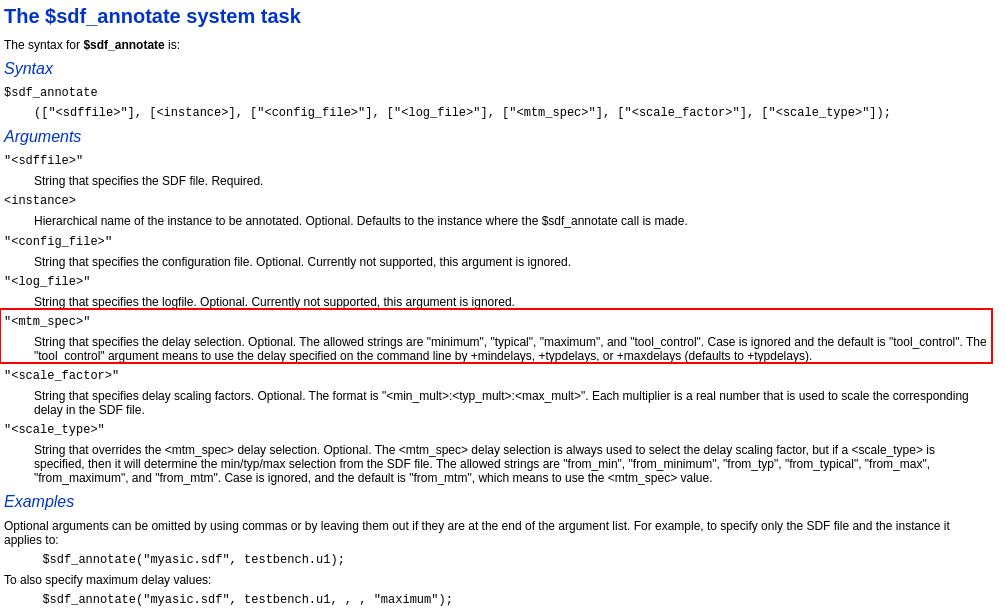 The $sdf_annotate system task
The syntax for $sdf_annotate is:
Syntax
$sdf_annotate
(["<sdffile>"], [<instance>], ["<config_file>"], ["<log_file>"], ["<mtm_spec>"], ["<scale_factor>"], ["<scale_type>"]);
Arguments
"<sdffile>"
String that specifies the SDF file. Required.
<instance>
Hierarchical name of the instance to be annotated. Optional. Defaults to the instance where the $sdf_annotate call is made.
"<config_file>"
String that specifies the configuration file. Optional. Currently not supported, this argument is ignored.
"<log_file>"
String that specifies the logfile. Optional. Currently not supported, this argument is ignored.
"<mtm_spec>"
String that specifies the delay selection. Optional. The allowed strings are "minimum", "typical", "maximum", and "tool_control". Case is ignored and the default is "tool_control". The
"tool_control" argument means to use the delay specified on the command line by +mindelays, +typdelays, or +maxdelays (defaults to +typdelays).
"<scale_factor>"
String that specifies delay scaling factors. Optional. The format is "<min_mult>:<typ_mult>:<max_mult>". Each multiplier is a real number that is used to scale the corresponding
delay in the SDF file.
"<scale_type>"
String that overrides the <mtm_spec> delay selection. Optional. The <mtm_spec> delay selection is always used to select the delay scaling factor, but if a <scale_type> is
specified, then it will determine the min/typ/max selection from the SDF file. The allowed strings are "from_min", "from_minimum", "from_typ", "from_typical", "from_max",
"from_maximum", and "from_mtm". Case is ignored, and the default is "from_mtm", which means to use the <mtm_spec> value.
Examples
Optional arguments can be omitted by using commas or by leaving them out if they are at the end of the argument list. For example, to specify only the SDF file and the instance it
applies to:
$sdf_annotate("myasic.sdf", testbench.u1);
To also specify maximum delay values:
$sdf_annotate("myasic.sdf", testbench.u1, , , "maximum");